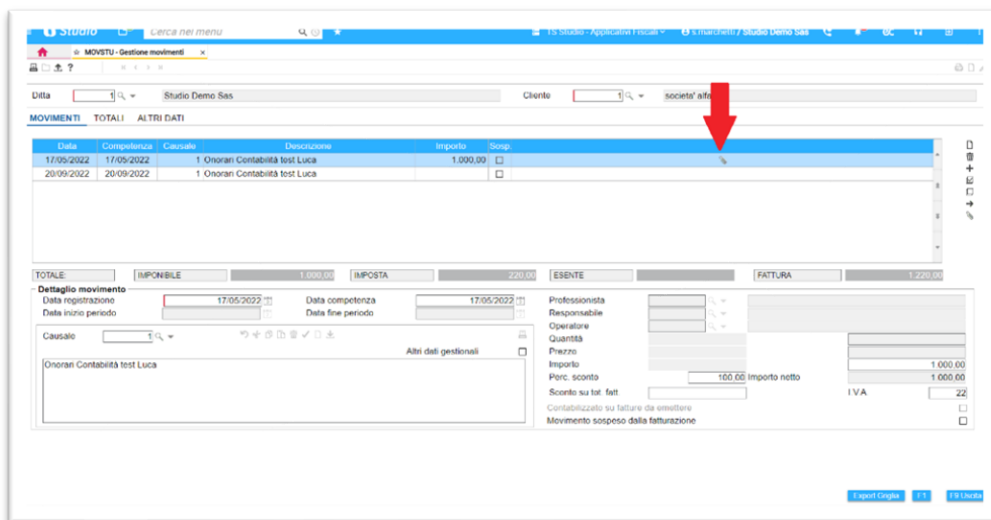 Studio Cerca nel menu TS Studio - Applicativi Fiscali s.marchetti / Studio Demo Sas
MOVSTU - Gestione movimenti x
Ditta 1 Studio Demo Sas Cliente 1 societa' alfa
MOVIMENTI TOTALI ALTRI DATI
Data Competenza Causale Descrizione Importo Sosp.
17/05/2022 17/05/2022 1 Onorari Contabilità test Luca 1.000,00
20/09/2022 20/09/2022 1 Onorari Contabilità test Luca
TOTALE: IMPONIBILE 1.000,00 IMPOSTA 220,00 ESENTE FATTURA 1.220,00
Dettaglio movimento
Data registrazione 17/05/2022 Data competenza 17/05/2022 Professionista
Data inizio periodo Data fine periodo Responsabile
Operatore
Causale 1 Quantità
Altri dati gestionali Prezzo
Onorari Contabilità test Luca Importo 1.000,00
Perc. sconto 100,00 Importo netto 1.000,00
Sconto su tot. fatt. I.V.A. 22
Contabilizzato su fatture da emettere
Movimento sospeso dalla fatturazione
Export Griglia F1 F9 Uscita